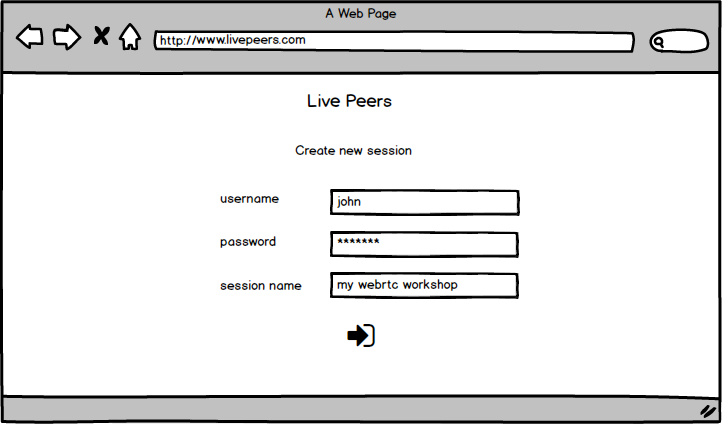 A Web Page
http://www.livepeers.com
Live Peers
Create new session
username
john
password
*******
session name
my webrtc workshop